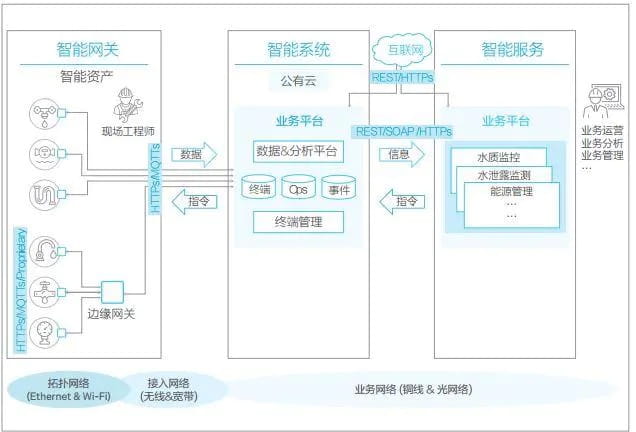 智能网关
智能资产
现场工程师
HTTPs/MQTTs
HTTPs/MQTTs/Proprielary
边缘网关
数据
指令
智能系统
公有云
业务平台
数据&分析平台
终端
Ops
事件
终端管理
互联网
REST/HTTPs
REST/SOAP/HTTPs
信息
指令
智能服务
业务平台
水质监控
水泄露监测
能源管理
...
...
业务运营
业务分析
业务管理
...
拓扑网络
(Ethernet & Wi-Fi)
接入网络
(无线&宽带)
业务网络 (铜线 & 光网络)